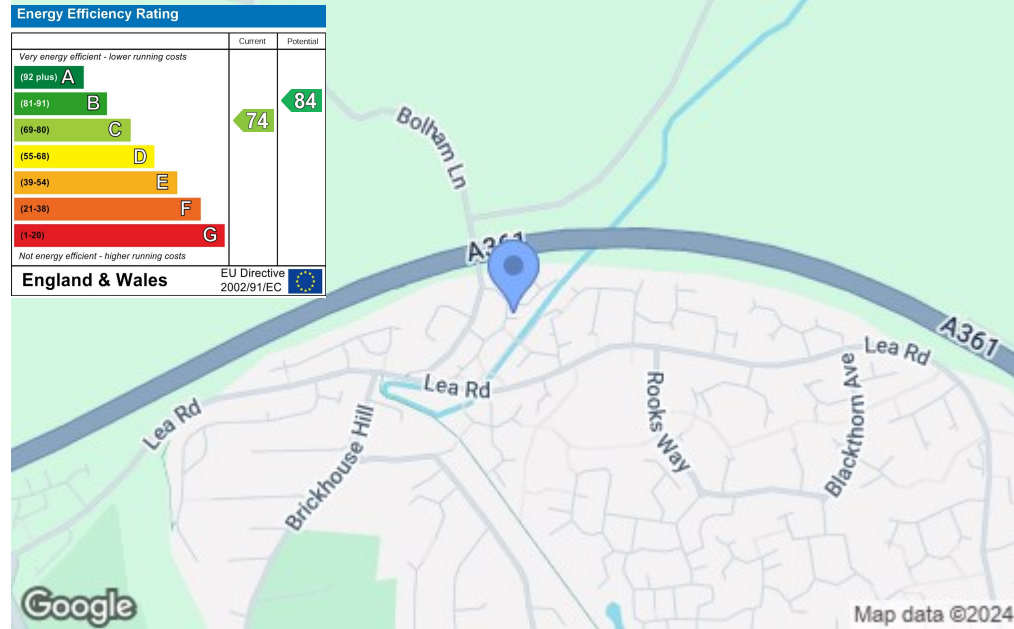 Energy Efficiency Rating
Current Potential
Very energy efficient - lower running costs
(92 plus) A
(81-91) B
84
(69-80) C
74
(55-68) D
(39-54) E
(21-38) F
(1-20) G
Not energy efficient - higher running costs
England & Wales
EU Directive
2002/91/EC
Bolham Ln
A361
A361
Lea Rd
Lea Rd
Lea Rd
Rooks Way
Blackthorn Ave
Brickhouse Hill
Google
Map data ©2024